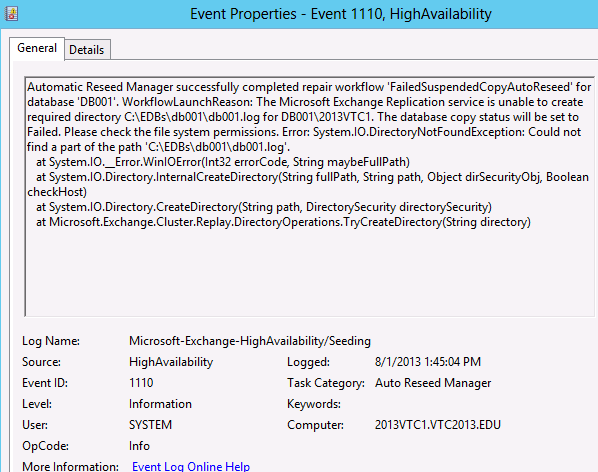 Event Properties - Event 1110, HighAvailability
General Details
Automatic Reseed Manager successfully completed repair workflow 'FailedSuspendedCopyAutoReseed' for
database 'DB001'. WorkflowLaunchReason: The Microsoft Exchange Replication service is unable to create
required directory C:\EDBs\db001\db001.log for DB001\2013VTC1. The database copy status will be set to
Failed. Please check the file system permissions. Error: System.IO.DirectoryNotFoundException: Could not
find a part of the path 'C:\EDBs\db001\db001.log'.
at System.IO.__Error.WinIOError(Int32 errorCode, String maybeFullPath)
at System.IO.Directory.InternalCreateDirectory(String fullPath, String path, Object dirSecurityObj, Boolean
checkHost)
at System.IO.Directory.CreateDirectory(String path, DirectorySecurity directorySecurity)
at Microsoft.Exchange.Cluster.Replay.DirectoryOperations.TryCreateDirectory(String directory)
Log Name: Microsoft-Exchange-HighAvailability/Seeding
Source: HighAvailability Logged: 8/1/2013 1:45:04 PM
Event ID: 1110 Task Category: Auto Reseed Manager
Level: Information Keywords:
User: SYSTEM Computer: 2013VTC1.VTC2013.EDU
OpCode: Info
More Information: Event Log Online Help